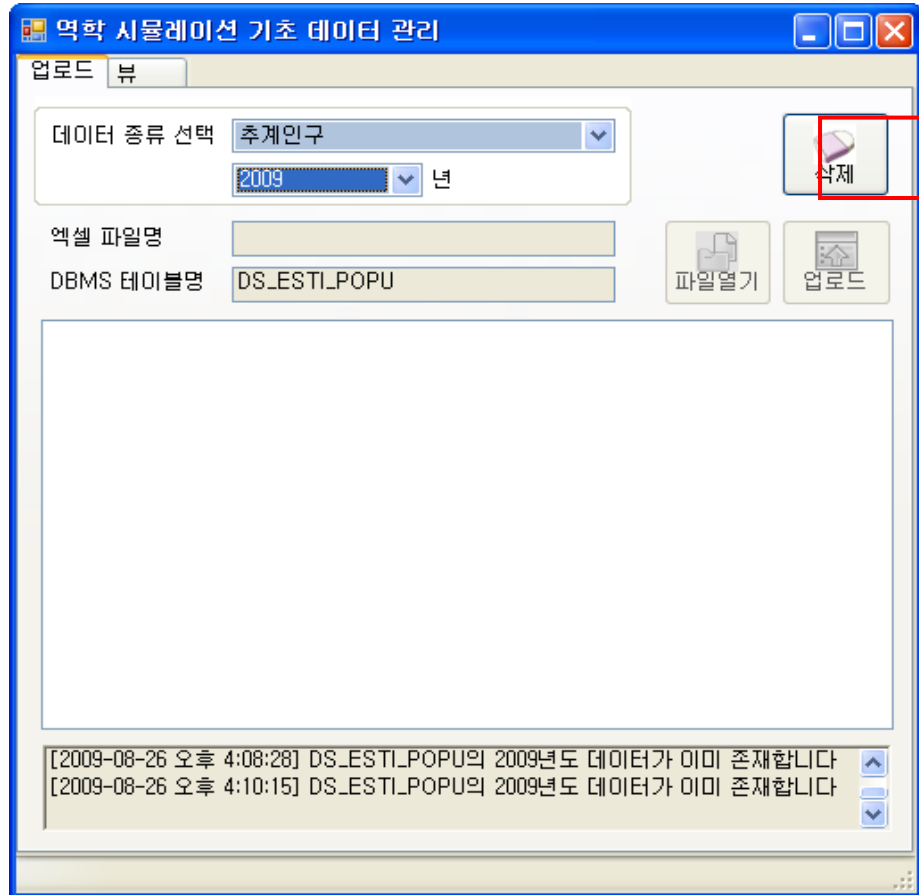 역학 시뮬레이션 기초 데이터 관리
업로드 뷰
데이터 종류 선택 추계인구
삭제
2009 년
엑셀 파일명
DBMS 테이블명 DS_ESTI_POPU
파일열기 업로드
[2009-08-26 오후 4:08:28] DS_ESTI_POPU의 2009년도 데이터가 이미 존재합니다
[2009-08-26 오후 4:10:15] DS_ESTI_POPU의 2009년도 데이터가 이미 존재합니다